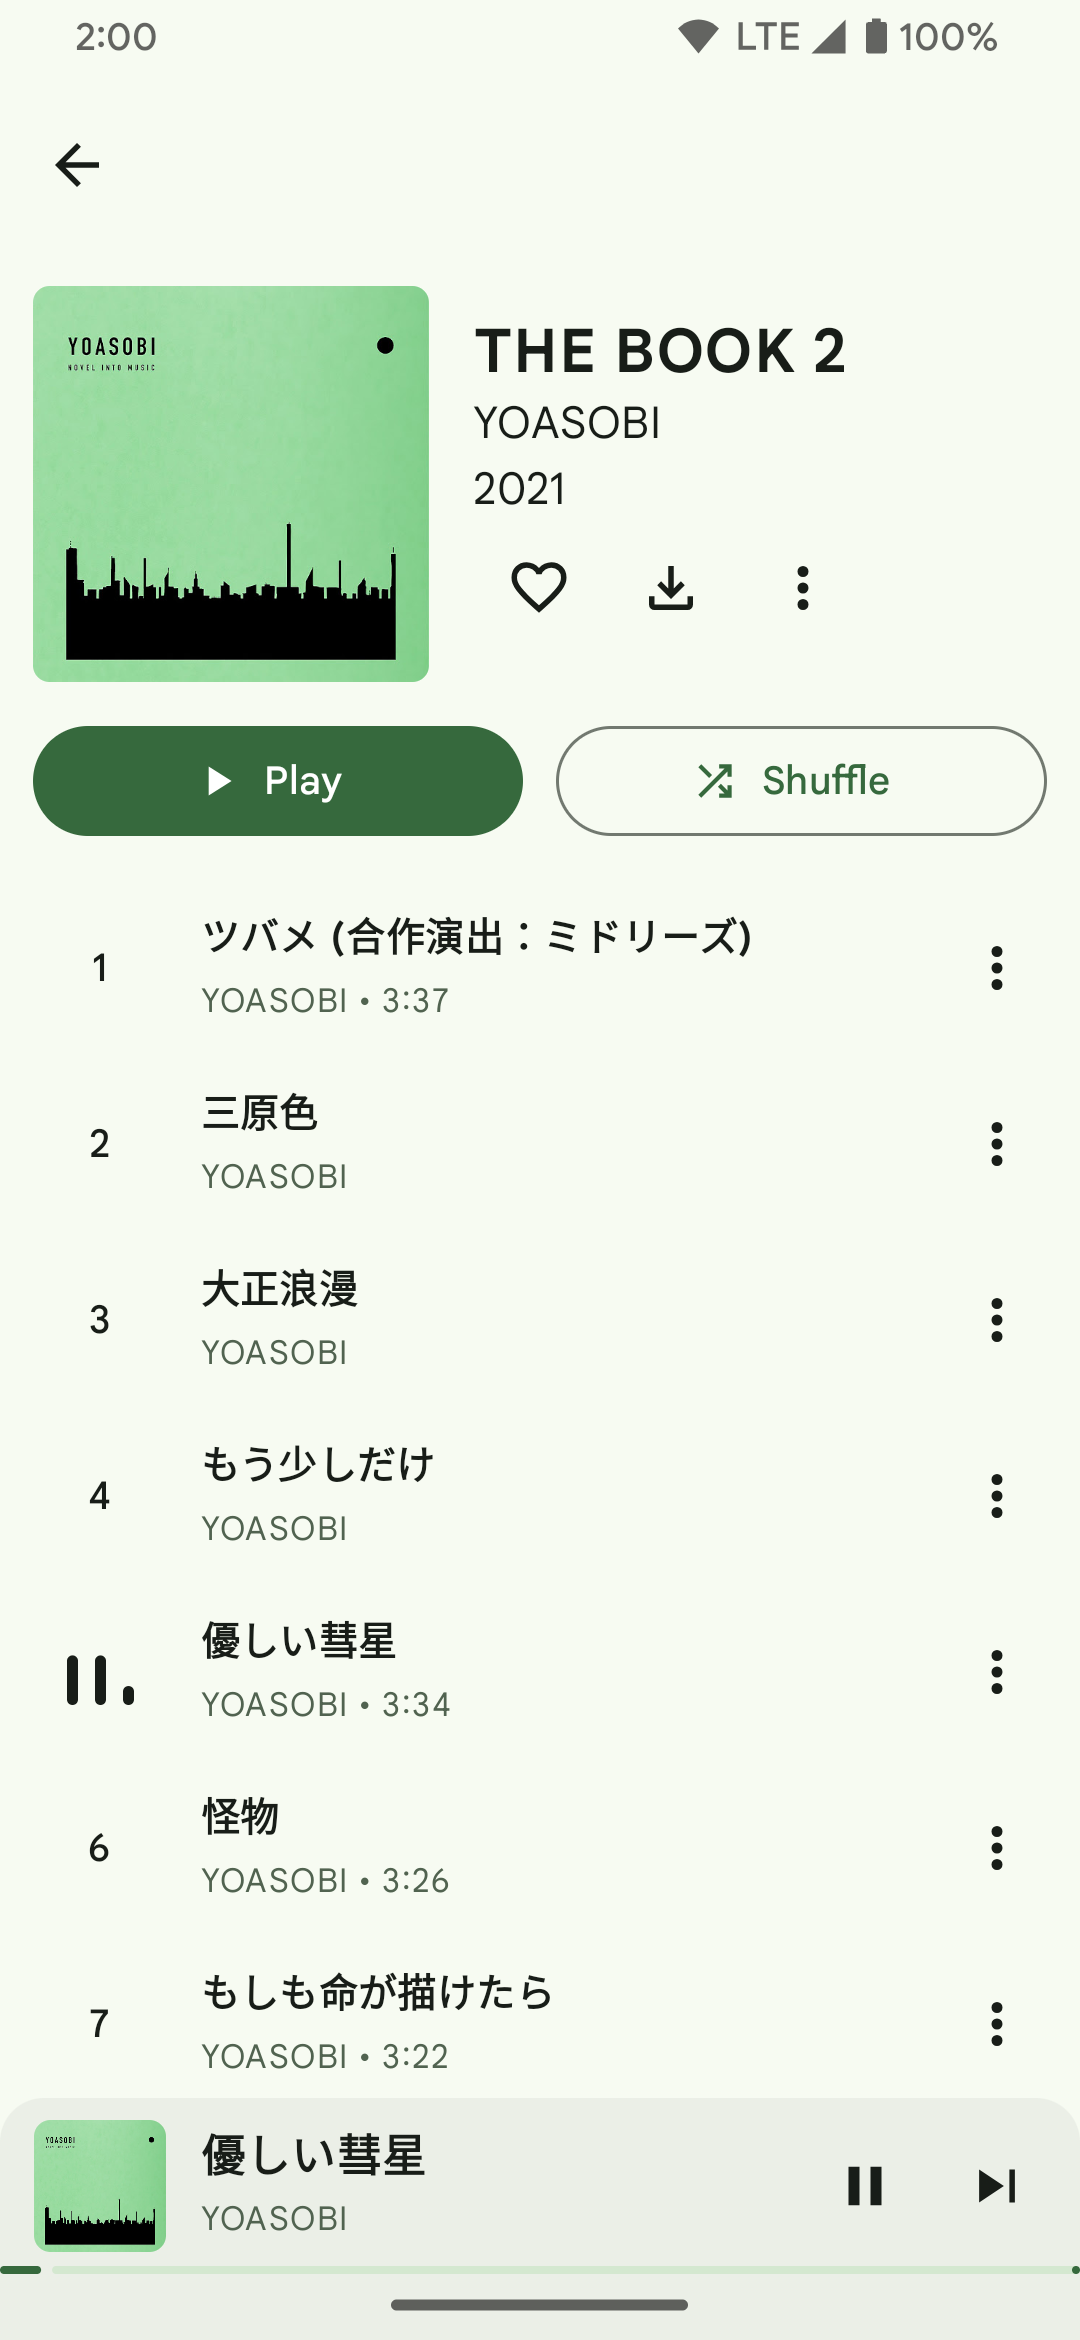 2:00 LTE 100%
YOASOBI
NOVEL INTO MUSIC
THE BOOK 2
YOASOBI
2021
Play
Shuffle
1
ツバメ (合作演出：ミドリーズ)
YOASOBI • 3:37
2
三原色
YOASOBI
3
大正浪漫
YOASOBI
4
もう少しだけ
YOASOBI
優しい彗星
YOASOBI • 3:34
6
怪物
YOASOBI • 3:26
7
もしも命が描けたら
YOASOBI • 3:22
YOASOBI
優しい彗星
YOASOBI